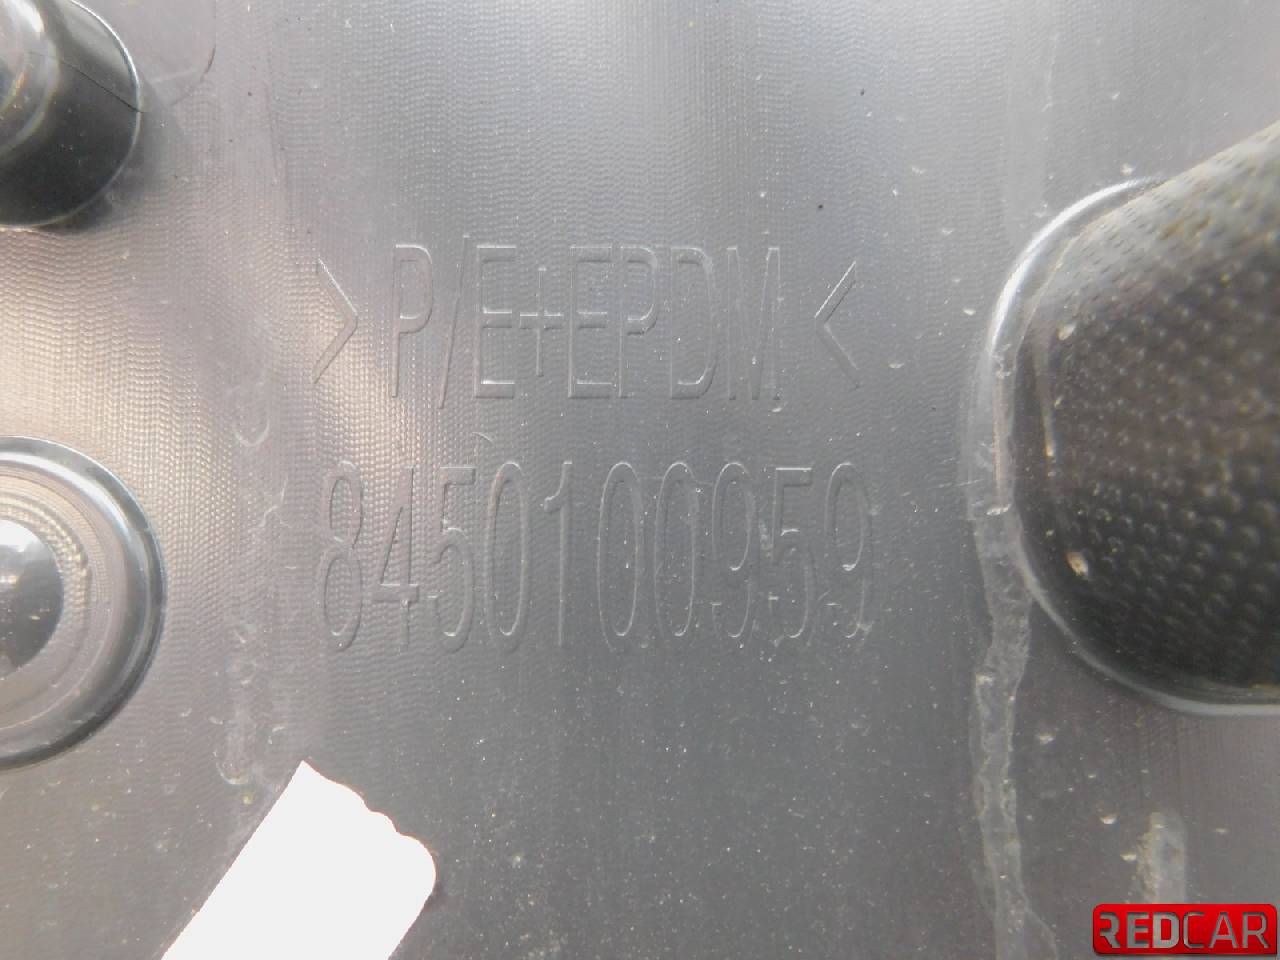 > P/E+EPDM <
8450100959
REDCAR